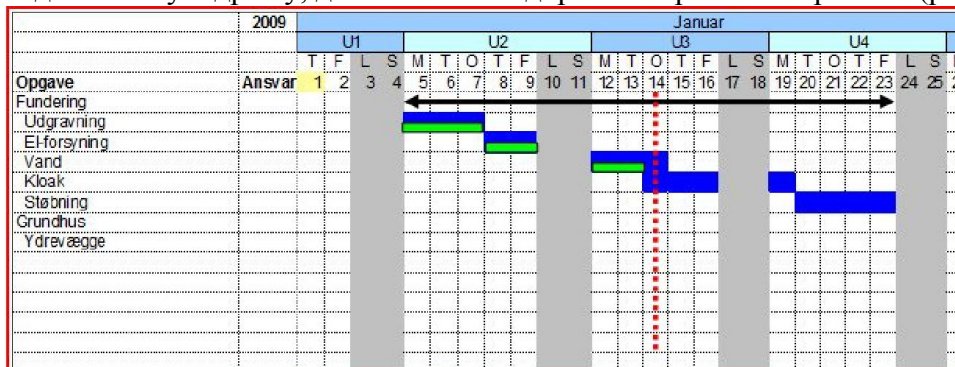 2009 Januar
U1 U2 U3 U4
T F L S M T O T F L S M T O T F L S M T O T F L S
Opgave Ansvar 1 2 3 4 5 6 7 8 9 10 11 12 13 14 15 16 17 18 19 20 21 22 23 24 25
Fundering
Udgravning
El-forsyning
Vand
Kloak
Støbning
Grundhus
Ydrevægge